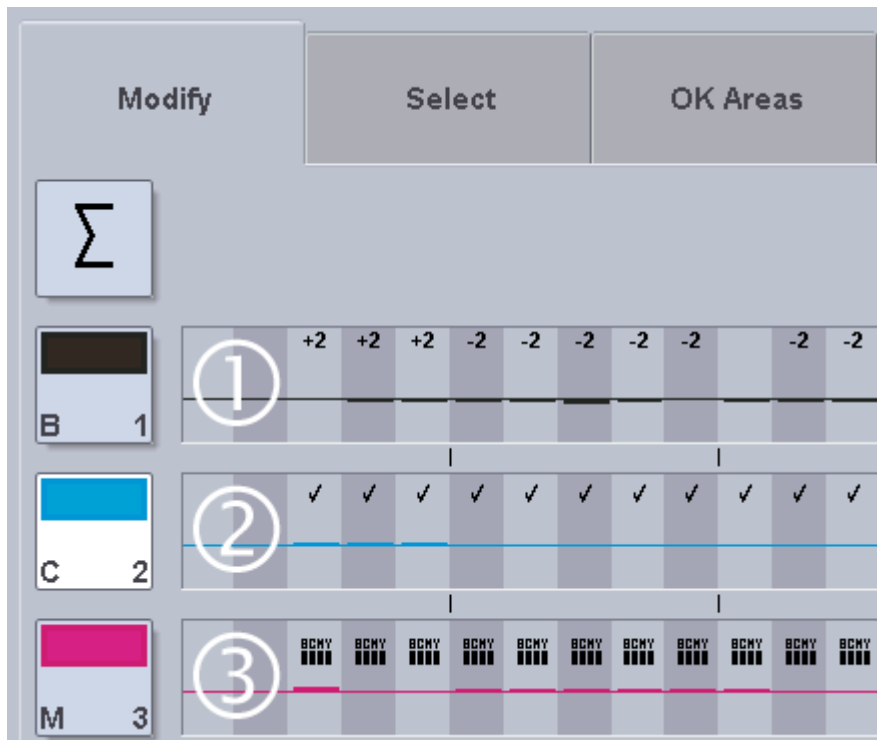 Modify Select OK Areas
Σ
① +2 +2 +2 -2 -2 -2 -2 -2 -2 -2
B 1
② ✓ ✓ ✓ ✓ ✓ ✓ ✓ ✓ ✓ ✓ ✓
C 2
③ BCMY BCMY BCMY BCMY BCMY BCMY BCMY BCMY BCMY BCMY BCMY
M 3